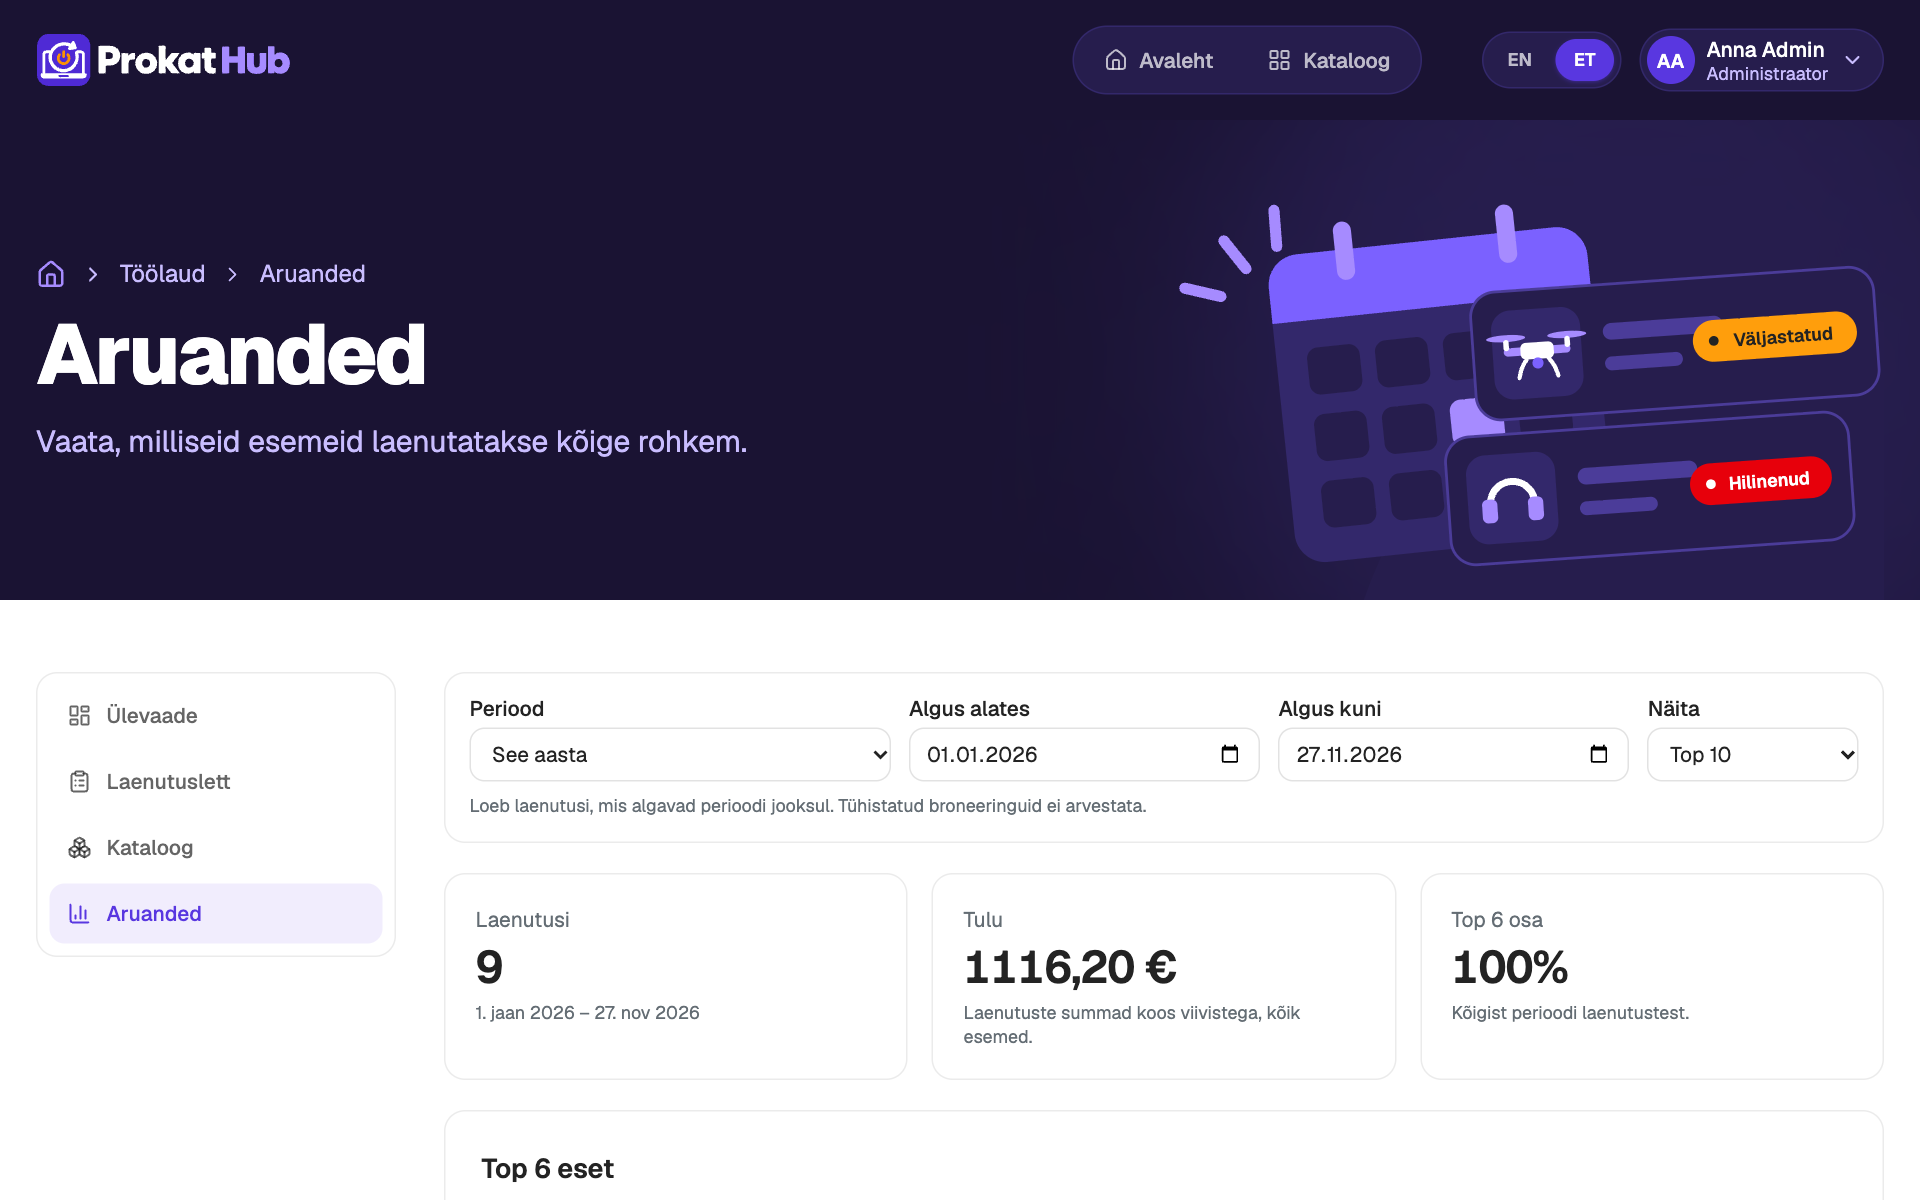 ProkatHub
Avaleht
Kataloog
EN
ET
AA
Anna Admin
Administraator
Töölaud
Aruanded
Aruanded
Vaata, milliseid esemeid laenutatakse kõige rohkem.
Väljastatud
Hilinenud
Ülevaade
Laenutuslett
Kataloog
Aruanded
Periood
Algus alates
Algus kuni
Näita
See aasta
01.01.2026
27.11.2026
Top 10
Loeb laenutusi, mis algavad perioodi jooksul. Tühistatud broneeringuid ei arvestata.
Laenutusi
9
1. jaan 2026 – 27. nov 2026
Tulu
1116,20 €
Laenutuste summad koos viivistega, kõik
esemed.
Top 6 osa
100%
Kõigist perioodi laenutustest.
Top 6 eset